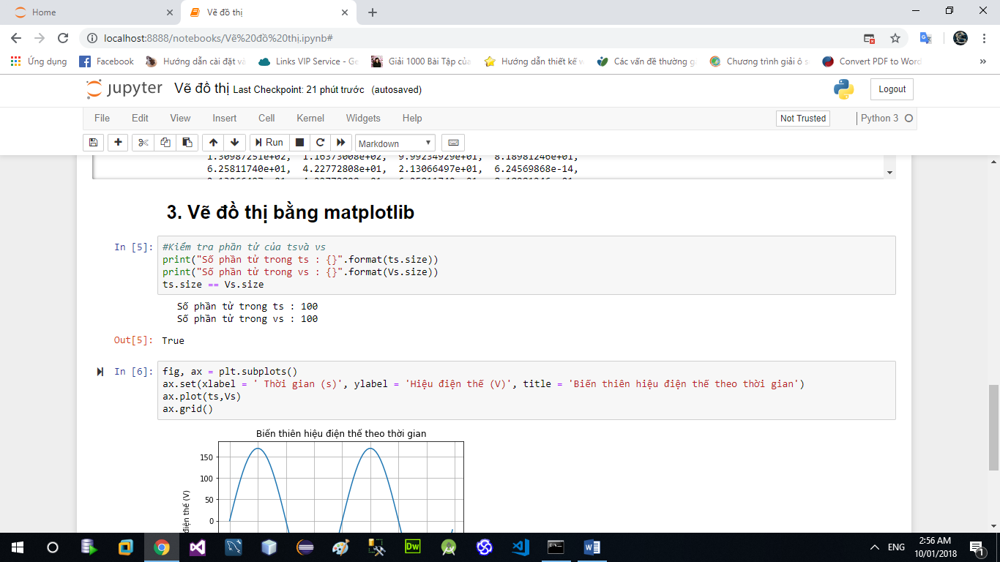 Home
Vẽ đồ thị
localhost:8888/notebooks/Vẽ%20đồ%20thị.ipynb#
Ứng dụng
Facebook
Hướng dẫn cài đặt và
Links VIP Service - Ge
Giải 1000 Bài Tập của
Hướng dẫn thiết kế w
Các vấn đề thường g
Chương trình giải ô s
Convert PDF to Word
»
jupyter Vẽ đồ thị Last Checkpoint: 21 phút trước (autosaved)
Logout
File Edit View Insert Cell Kernel Widgets Help
Not Trusted
Python 3
Run
Markdown
1.30987251e+02, 1.16373008e+02, 9.99234929e+01, 8.18981246e+01,
6.25811740e+01, 4.22772808e+01, 2.13066497e+01, 6.24569868e-14,
3. Vẽ đồ thị bằng matplotlib
In [5]:
#Kiểm tra phần tử của tsvà vs
print("Số phần tử trong ts : {}".format(ts.size))
print("Số phần tử trong vs : {}".format(Vs.size))
ts.size == Vs.size
Số phần tử trong ts : 100
Số phần tử trong vs : 100
Out[5]: True
In [6]:
fig, ax = plt.subplots()
ax.set(xlabel = ' Thời gian (s)', ylabel = 'Hiệu điện thế (V)', title = 'Biến thiên hiệu điện thế theo thời gian')
ax.plot(ts,Vs)
ax.grid()
Biến thiên hiệu điện thế theo thời gian
150
100
50
0
điện thế (V)
Dw
ENG
2:56 AM
10/01/2018
1